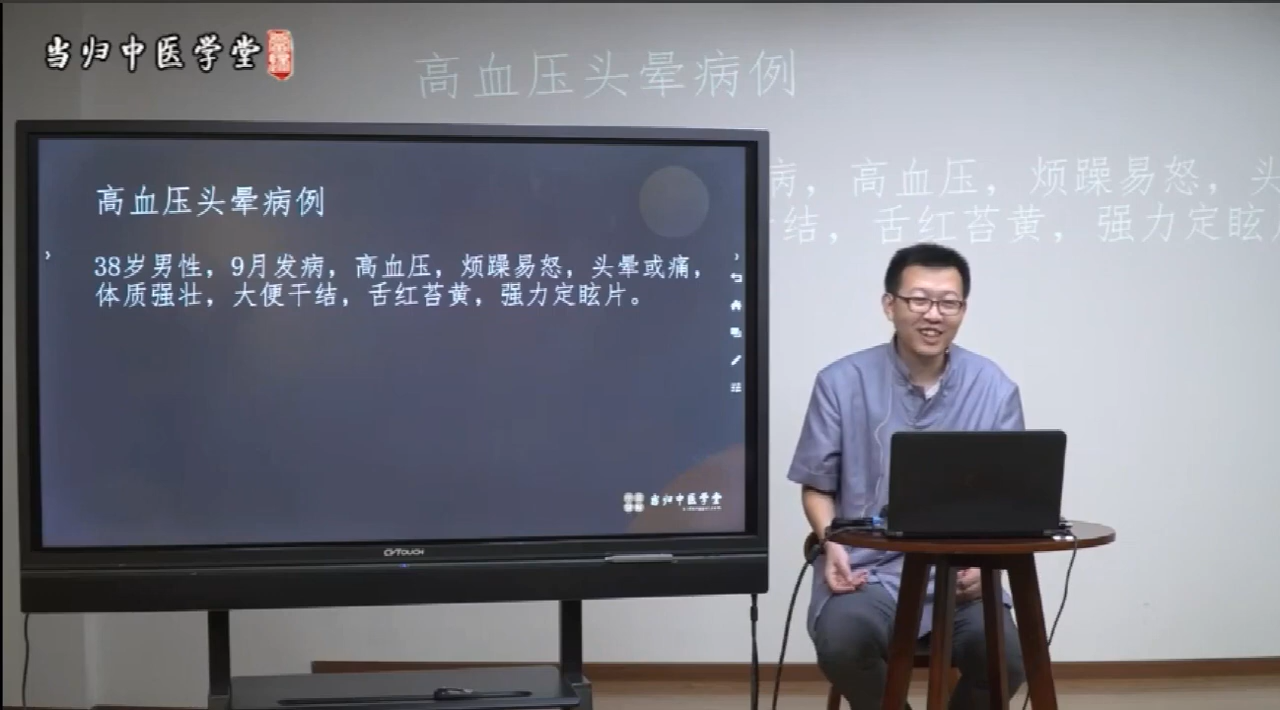 当归中医学堂
高血压头晕病例
病，高血压，烦躁易怒，头
结，舌红苔黄，强力定眩片
高血压头晕病例
38岁男性，9月发病，高血压，烦躁易怒，头晕或痛，
体质强壮，大便干结，舌红苔黄，强力定眩片。
当归中医学堂